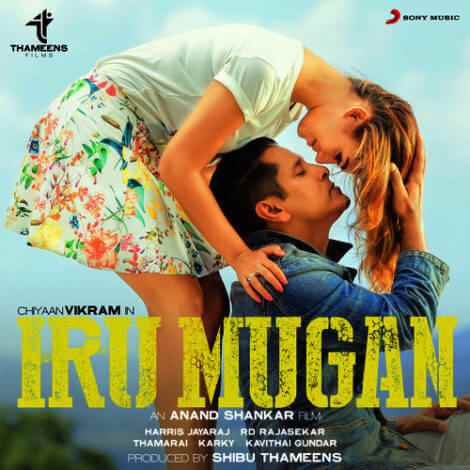 THAMEENS
FILMS
SONY MUSIC
CHIYAAN VIKRAM IN
IRU MUGAN
AN ANAND SHANKAR FILM
HARRIS JAYARAJ RD RAJASEKAR
THAMARAI KARKY KAVITHAI GUNDAR
PRODUCED BY SHIBU THAMEENS